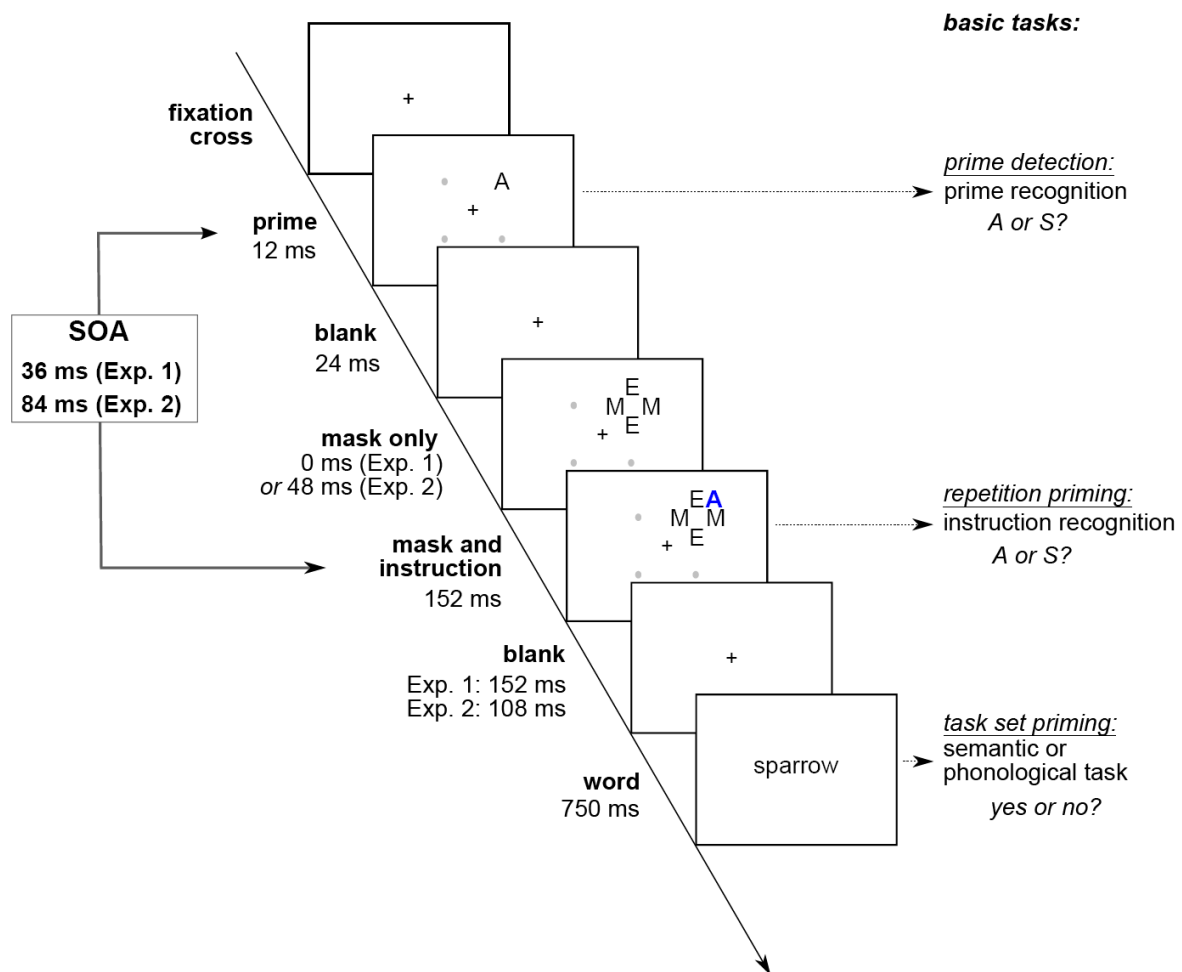 basic tasks:
+
fixation
cross
A
+
prime detection:
prime recognition
A or S?
prime
12 ms
SOA
36 ms (Exp. 1)
84 ms (Exp. 2)
+
blank
24 ms
E
M M
E
+
mask only
0 ms (Exp. 1)
or 48 ms (Exp. 2)
EA
M M
E
+
repetition priming:
instruction recognition
A or S?
mask and
instruction
152 ms
+
blank
Exp. 1: 152 ms
Exp. 2: 108 ms
sparrow
task set priming:
semantic or
phonological task
yes or no?
word
750 ms